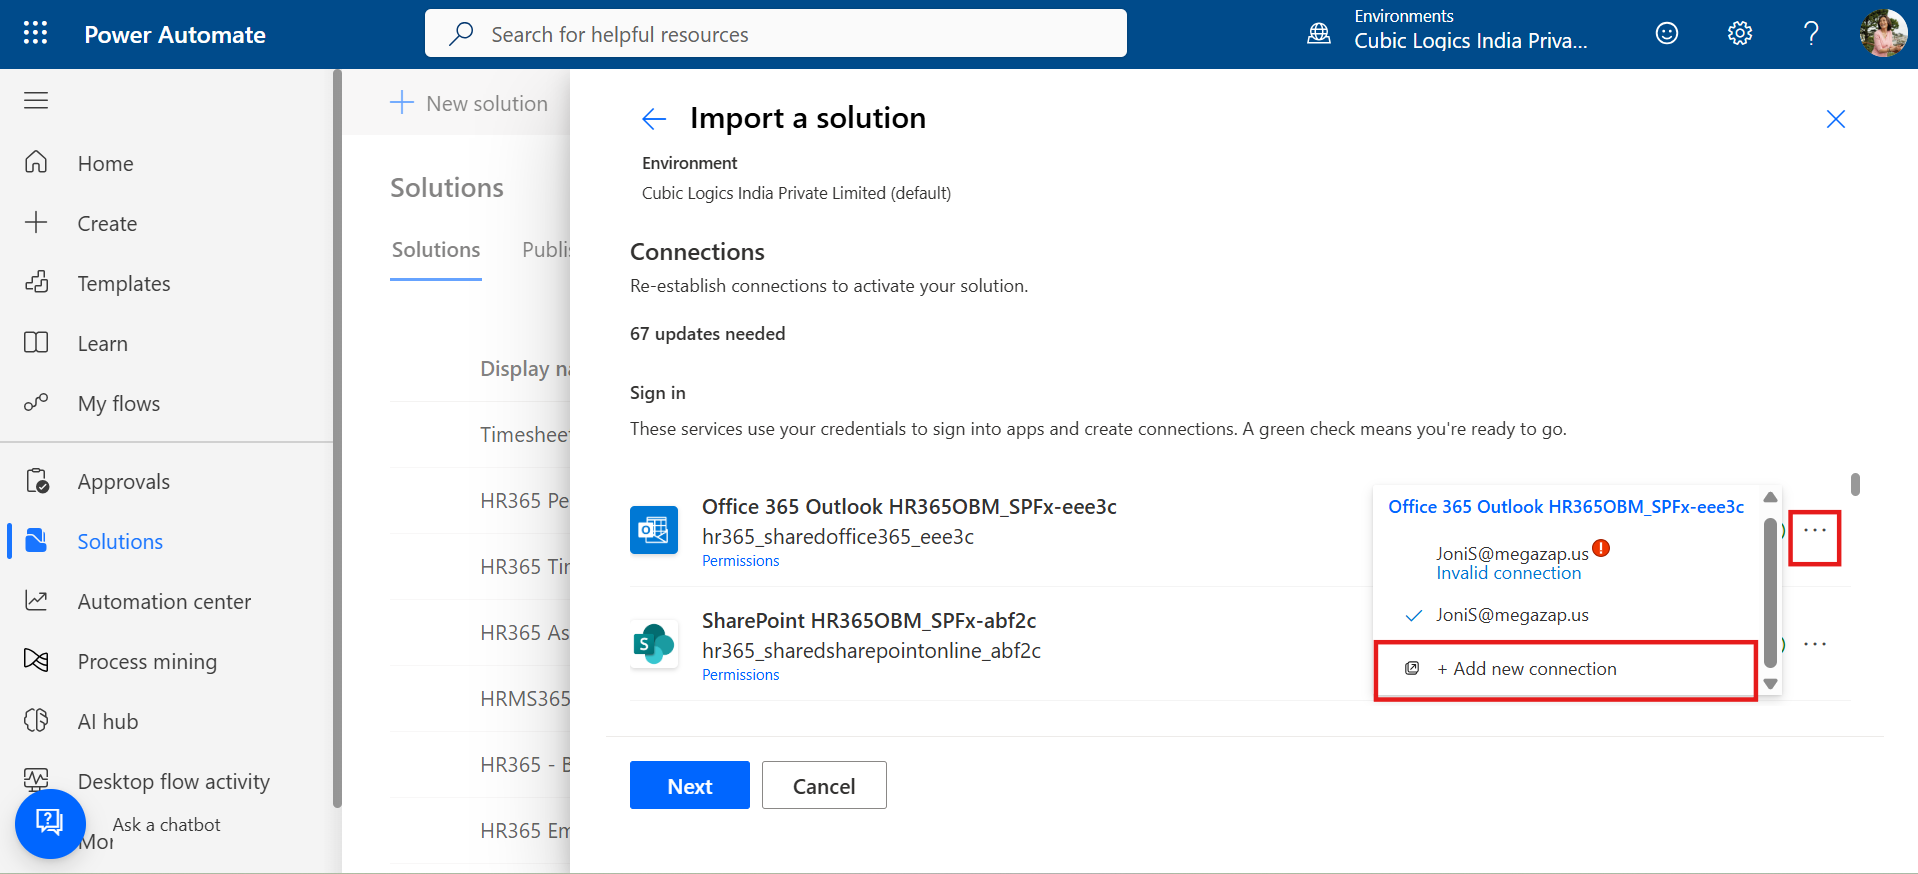 Power Automate
Search for helpful resources
Environments
Cubic Logics India Priva...
Home
Create
Templates
Learn
My flows
Approvals
Solutions
Automation center
Process mining
AI hub
Desktop flow activity
Ask a chatbot
Mor
New solution
Solutions
Solutions
Publis
Display na
Timesheet
HR365 Pe
HR365 Tir
HR365 As
HRMS365
HR365 - B
HR365 Em
Import a solution
Environment
Cubic Logics India Private Limited (default)
Connections
Re-establish connections to activate your solution.
67 updates needed
Sign in
These services use your credentials to sign into apps and create connections. A green check means you're ready to go.
Office 365 Outlook HR365OBM_SPFx-eee3c
hr365_sharedoffice365_eee3c
Permissions
SharePoint HR365OBM_SPFx-abf2c
hr365_sharedsharepointonline_abf2c
Permissions
Office 365 Outlook HR365OBM_SPFx-eee3c
JoniS@megazap.us
Invalid connection
JoniS@megazap.us
+ Add new connection
Next
Cancel